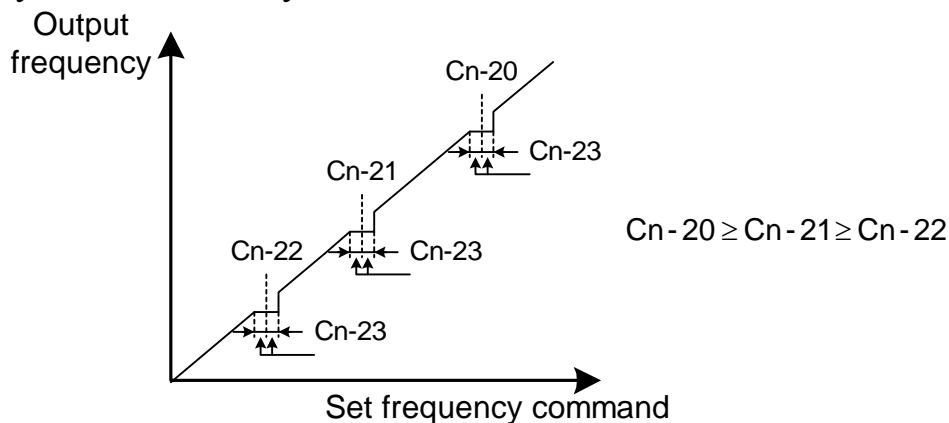 Output
frequency
Cn-20
Cn-23
Cn-21
Cn-20 ≥ Cn-21 ≥ Cn-22
Cn-22
Cn-23
Cn-23
Set frequency command